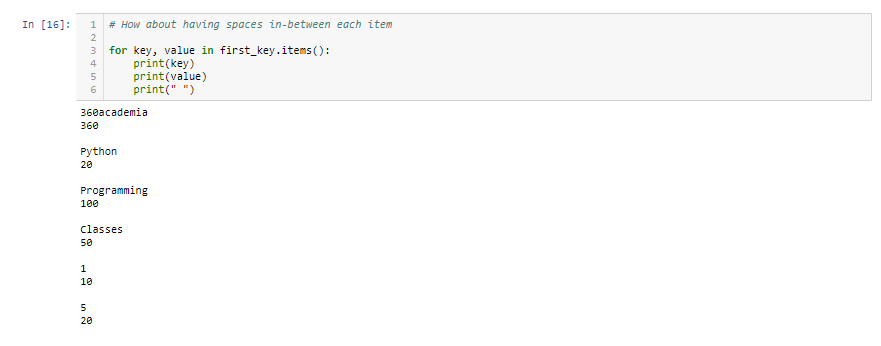 In [16]:
1 # How about having spaces in-between each item
2
3 for key, value in first_key.items():
4     print(key)
5     print(value)
6     print(" ")
360academia
360
Python
20
Programming
100
Classes
50
1
10
5
20